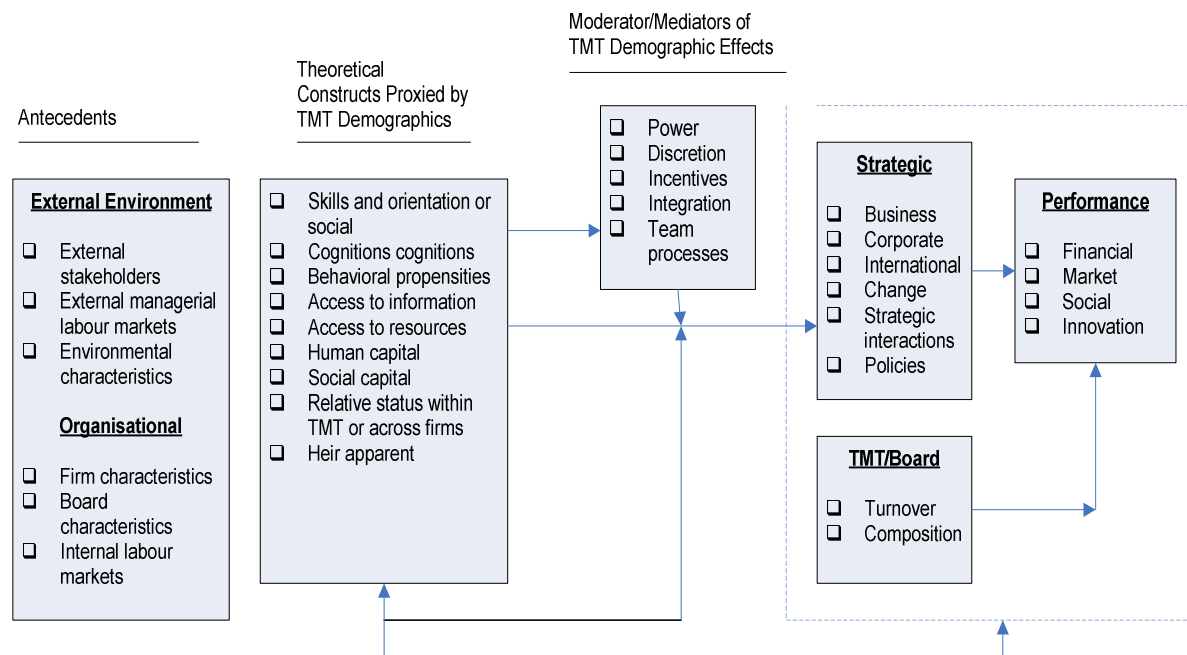 Antecedents
External Environment
External
stakeholders
External managerial
labour markets
Environmental
characteristics
Organisational
Firm characteristics
Board
characteristics
Internal labour
markets
Theoretical
Constructs Proxied by
TMT Demographics
Skills and orientation or
social
Cognitions cognitions
Behavioral propensities
Access to information
Access to resources
Human capital
Social capital
Relative status within
TMT or across firms
Heir apparent
Moderator/Mediators of
TMT Demographic Effects
Power
Discretion
Incentives
Integration
Team
processes
Strategic
Business
Corporate
International
Change
Strategic
interactions
Policies
TMT/Board
Turnover
Composition
Performance
Financial
Market
Social
Innovation